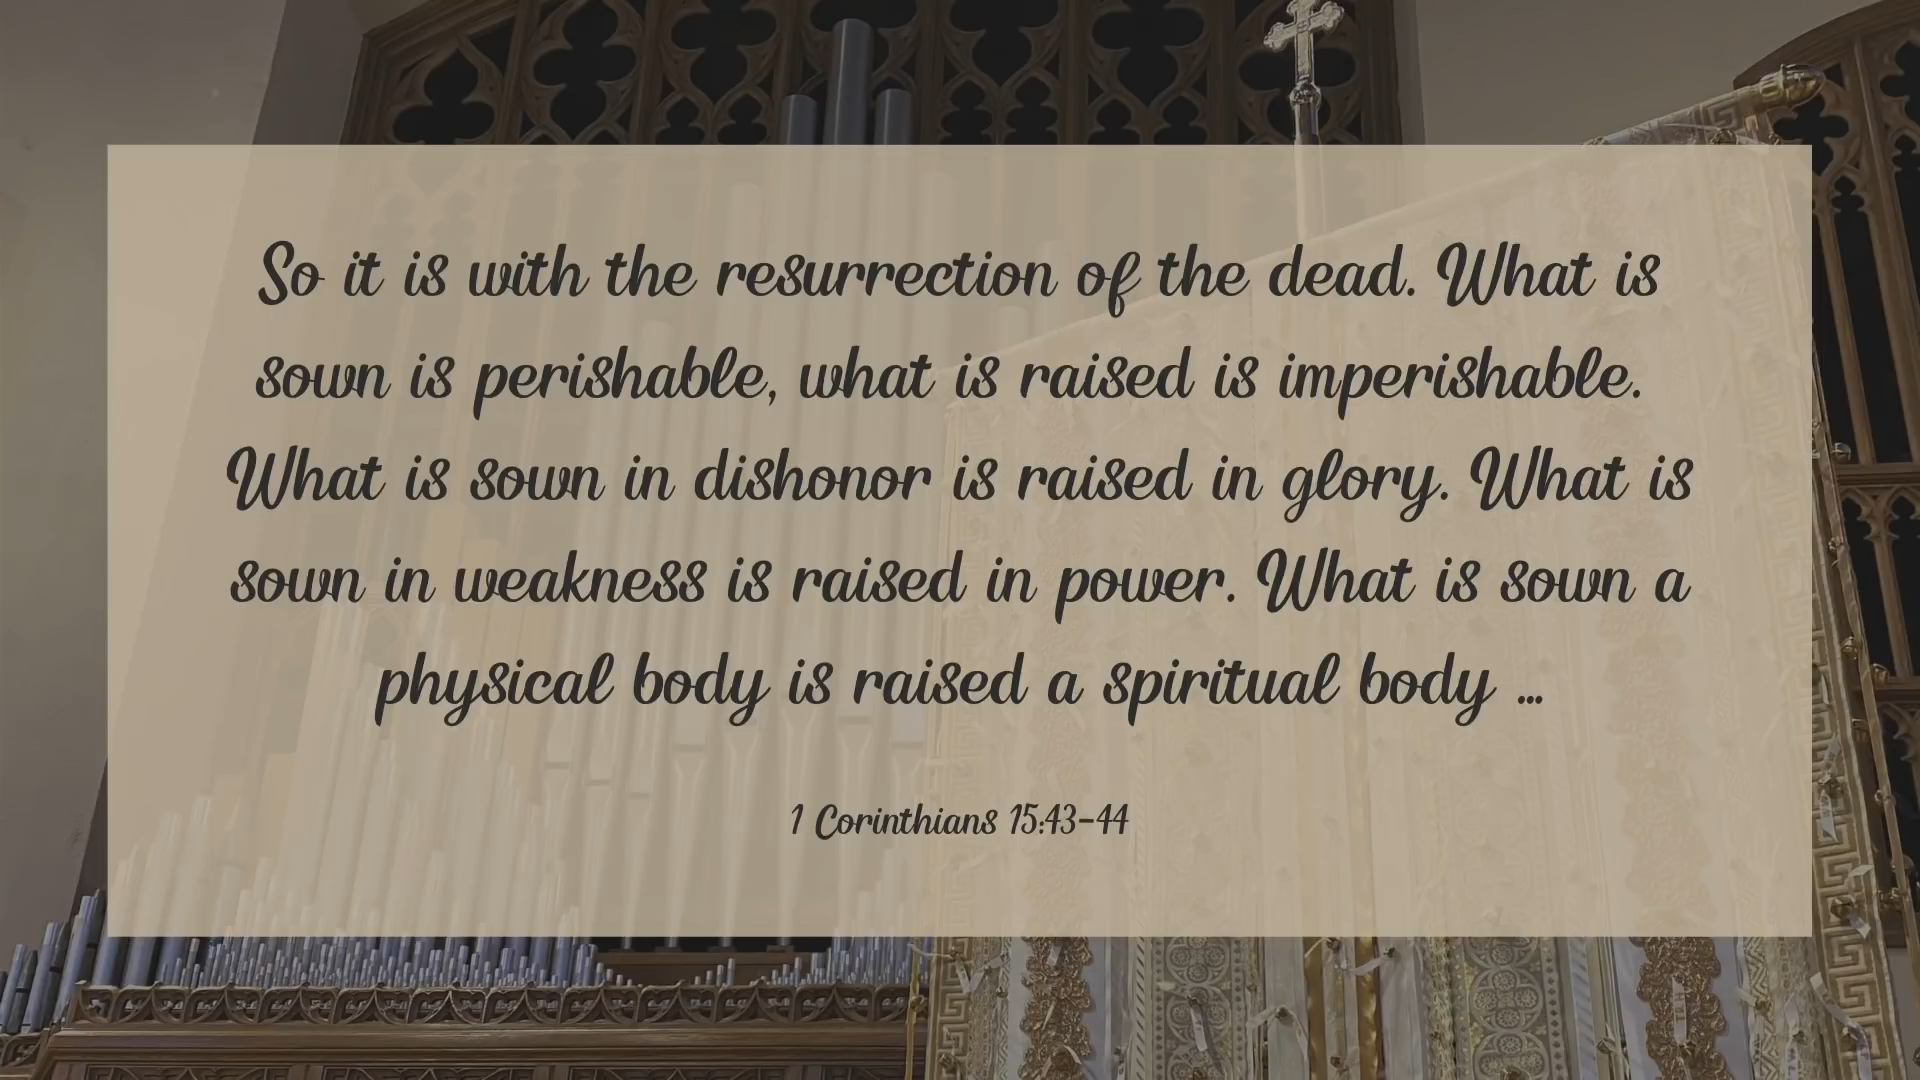 So it is with the resurrection of the dead. What is
sown is perishable, what is raised is imperishable.
What is sown in dishonor is raised in glory. What is
sown in weakness is raised in power. What is sown a
physical body is raised a spiritual body ...
1 Corinthians 15:43-44